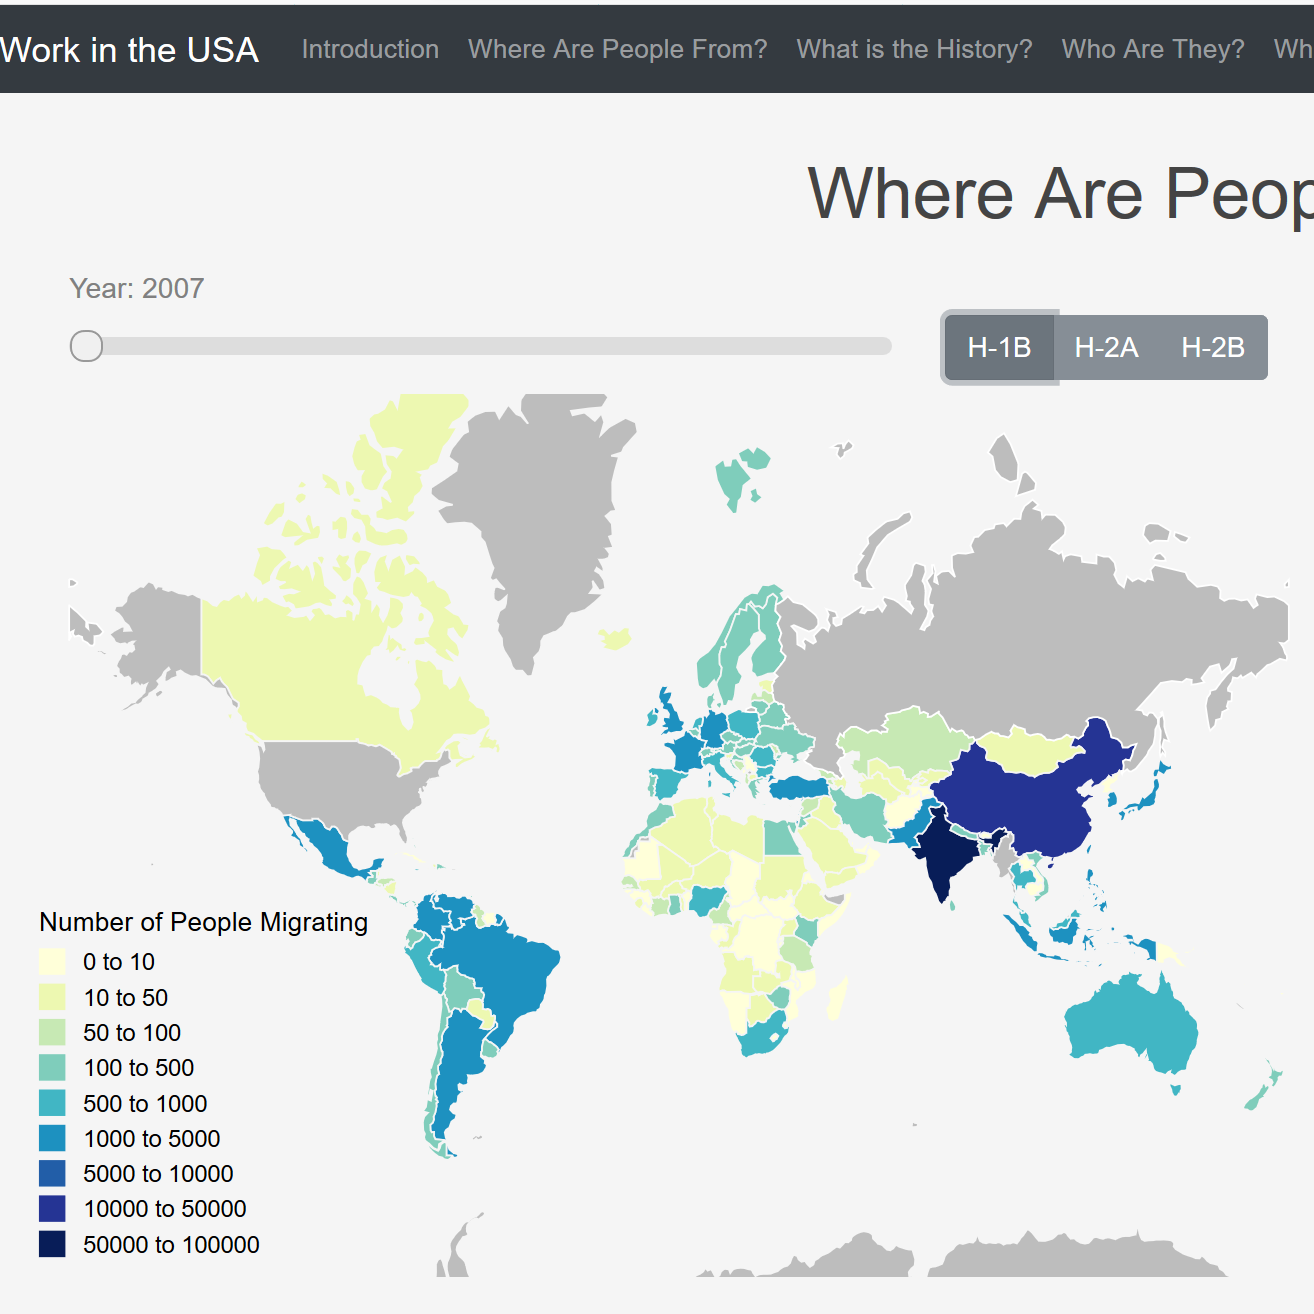 Work in the USA Introduction Where Are People From? What is the History? Who Are They? Wh
Where Are Peop
Year: 2007
H-1B H-2A H-2B
Number of People Migrating
0 to 10
10 to 50
50 to 100
100 to 500
500 to 1000
1000 to 5000
5000 to 10000
10000 to 50000
50000 to 100000